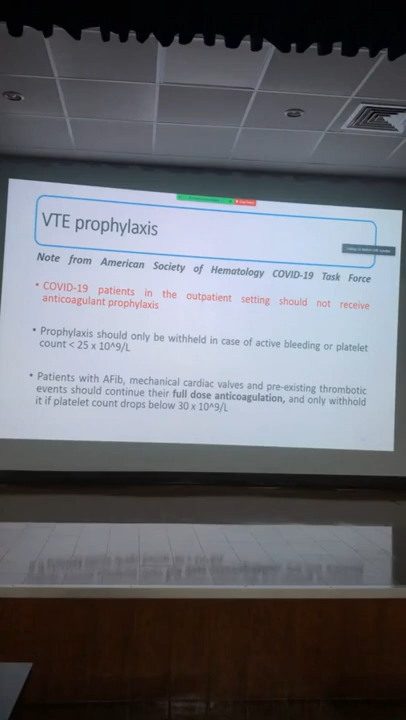 VTE prophylaxis
Note from American Society of Hematology COVID-19 Task Force
• COVID-19 patients in the outpatient setting should not receive
anticoagulant prophylaxis
• Prophylaxis should only be withheld in case of active bleeding or platelet
count < 25 x 10^9/L
• Patients with AFib, mechanical cardiac valves and pre-existing thrombotic
events should continue their full dose anticoagulation, and only withhold
it if platelet count drops below 30 x 10^9/L